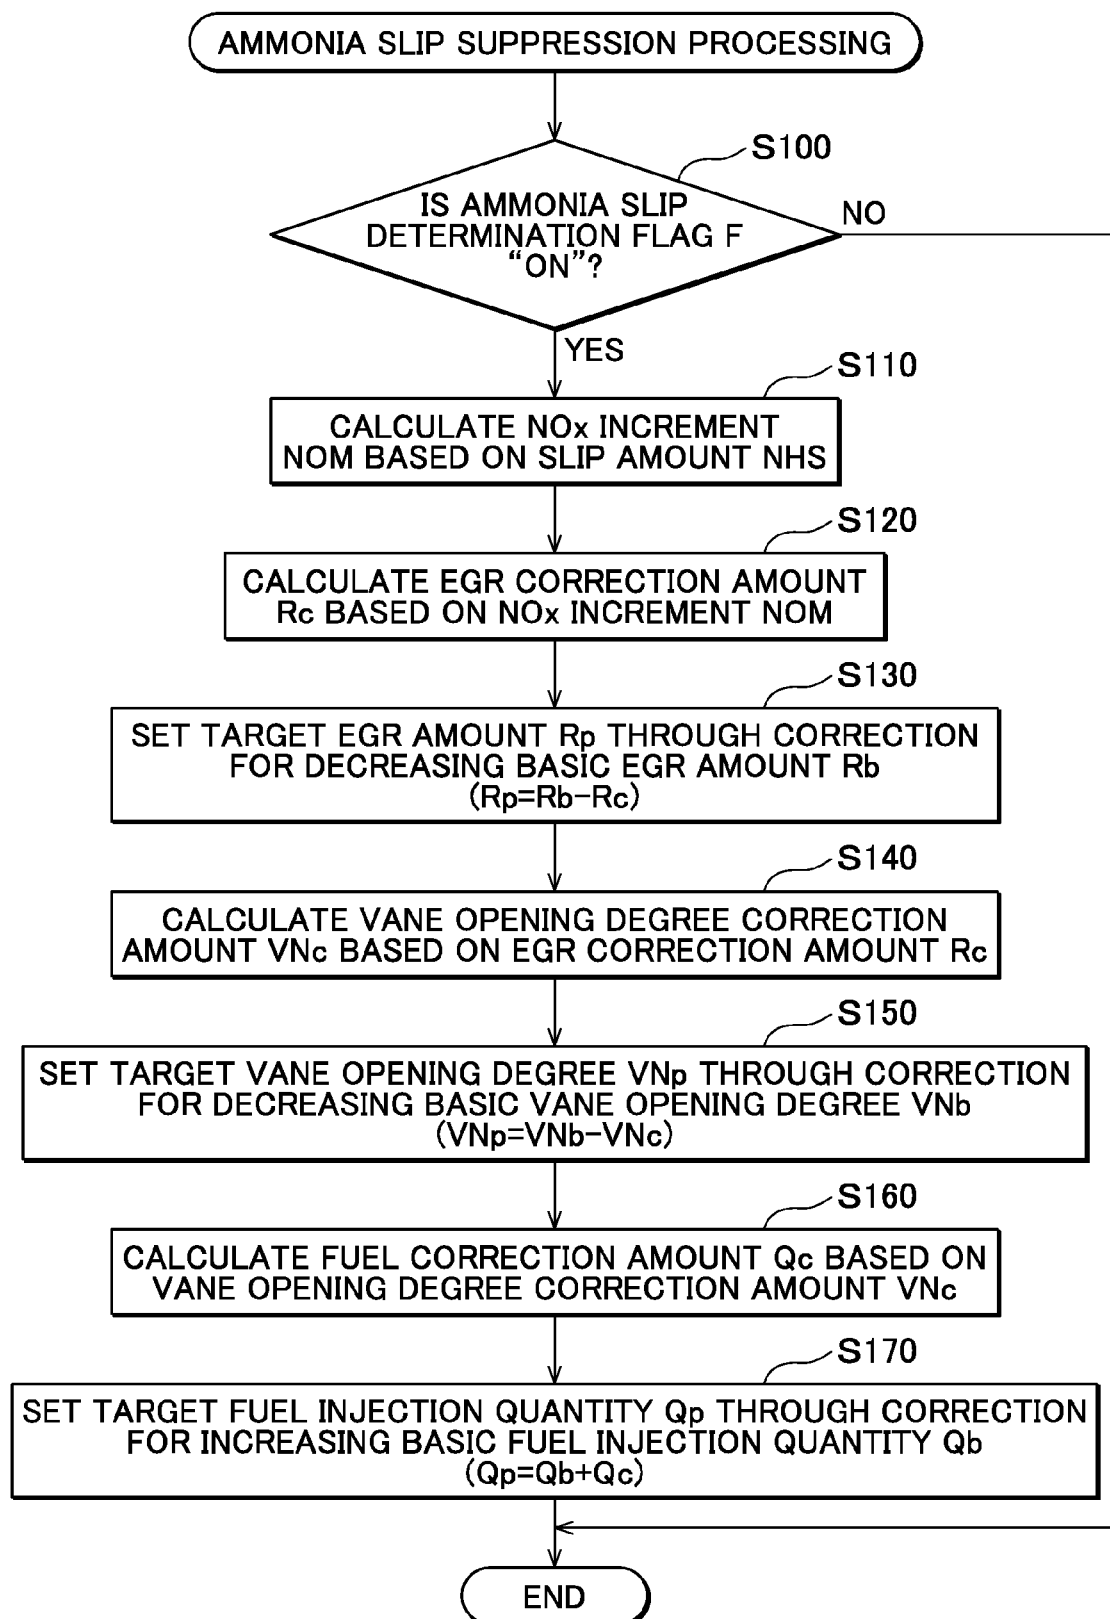 AMMONIA SLIP SUPPRESSION PROCESSING
S100
IS AMMONIA SLIP
DETERMINATION FLAG F
“ON”?
NO
YES
S110
CALCULATE NOx INCREMENT
NOM BASED ON SLIP AMOUNT NHS
S120
CALCULATE EGR CORRECTION AMOUNT
Rc BASED ON NOx INCREMENT NOM
S130
SET TARGET EGR AMOUNT Rp THROUGH CORRECTION
FOR DECREASING BASIC EGR AMOUNT Rb
(Rp=Rb-Rc)
S140
CALCULATE VANE OPENING DEGREE CORRECTION
AMOUNT VNc BASED ON EGR CORRECTION AMOUNT Rc
S150
SET TARGET VANE OPENING DEGREE VNp THROUGH CORRECTION
FOR DECREASING BASIC VANE OPENING DEGREE VNb
(VNp=VNb-VNc)
S160
CALCULATE FUEL CORRECTION AMOUNT Qc BASED ON
VANE OPENING DEGREE CORRECTION AMOUNT VNc
S170
SET TARGET FUEL INJECTION QUANTITY Qp THROUGH CORRECTION
FOR INCREASING BASIC FUEL INJECTION QUANTITY Qb
(Qp=Qb+Qc)
END